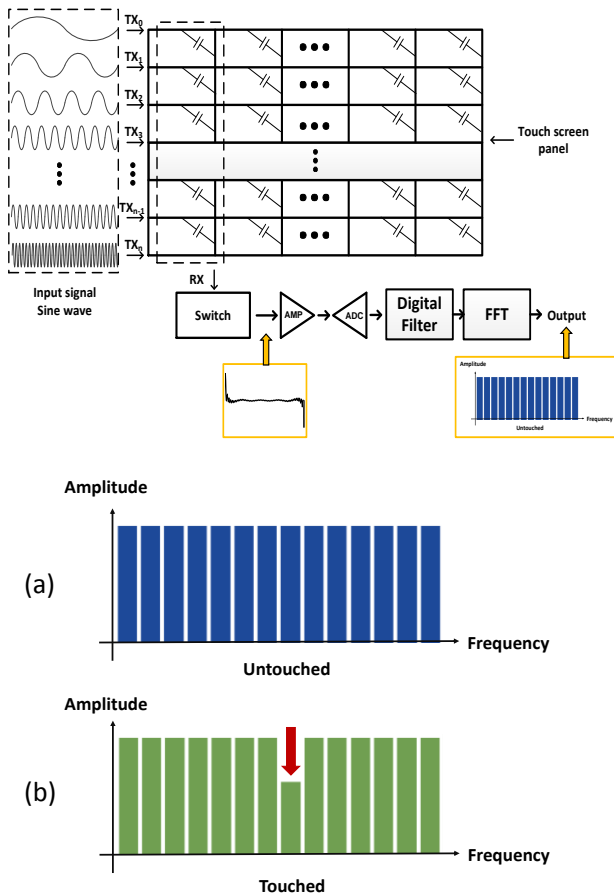 TX0
TX1
TX2
TX3
TXn-1
TXn
Touch screen
panel
Input signal
Sine wave
RX
Switch
AMP
ADC
Digital
Filter
FFT
Output
Amplitude
Frequency
Untouched
Amplitude
(a)
Frequency
Untouched
Amplitude
(b)
Frequency
Touched